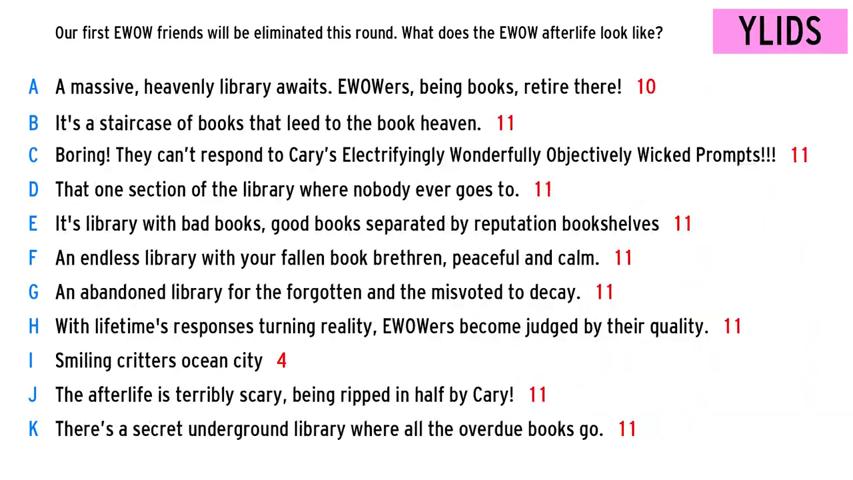 Our first EWOW friends will be eliminated this round. What does the EWOW afterlife look like?
YLIDS
A A massive, heavenly library awaits. EWOWers, being books, retire there! 10
B It's a staircase of books that leed to the book heaven. 11
C Boring! They can’t respond to Cary’s Electrifyingly Wonderfully Objectively Wicked Prompts!!! 11
D That one section of the library where nobody ever goes to. 11
E It's library with bad books, good books separated by reputation bookshelves 11
F An endless library with your fallen book brethren, peaceful and calm. 11
G An abandoned library for the forgotten and the misvoted to decay. 11
H With lifetime's responses turning reality, EWOWers become judged by their quality. 11
I Smiling critters ocean city 4
J The afterlife is terribly scary, being ripped in half by Cary! 11
K There’s a secret underground library where all the overdue books go. 11